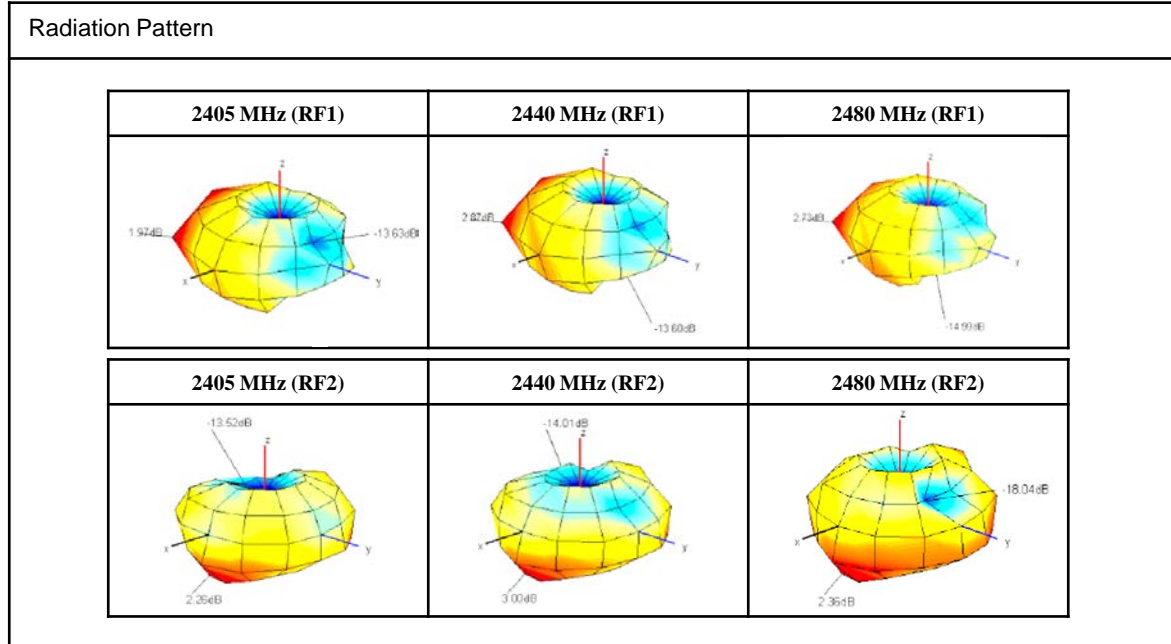 Radiation Pattern
2405 MHz (RF1) 2440 MHz (RF1) 2480 MHz (RF1)
z z z
1.97dB -13.63dB 2.87dB 2.73dB
x y x y x y
-13.60dB -14.99dB
2405 MHz (RF2) 2440 MHz (RF2) 2480 MHz (RF2)
-13.52dB -14.01dB
z z z
-18.04dB
x y x y x y
2.26dB 3.00dB 2.36dB